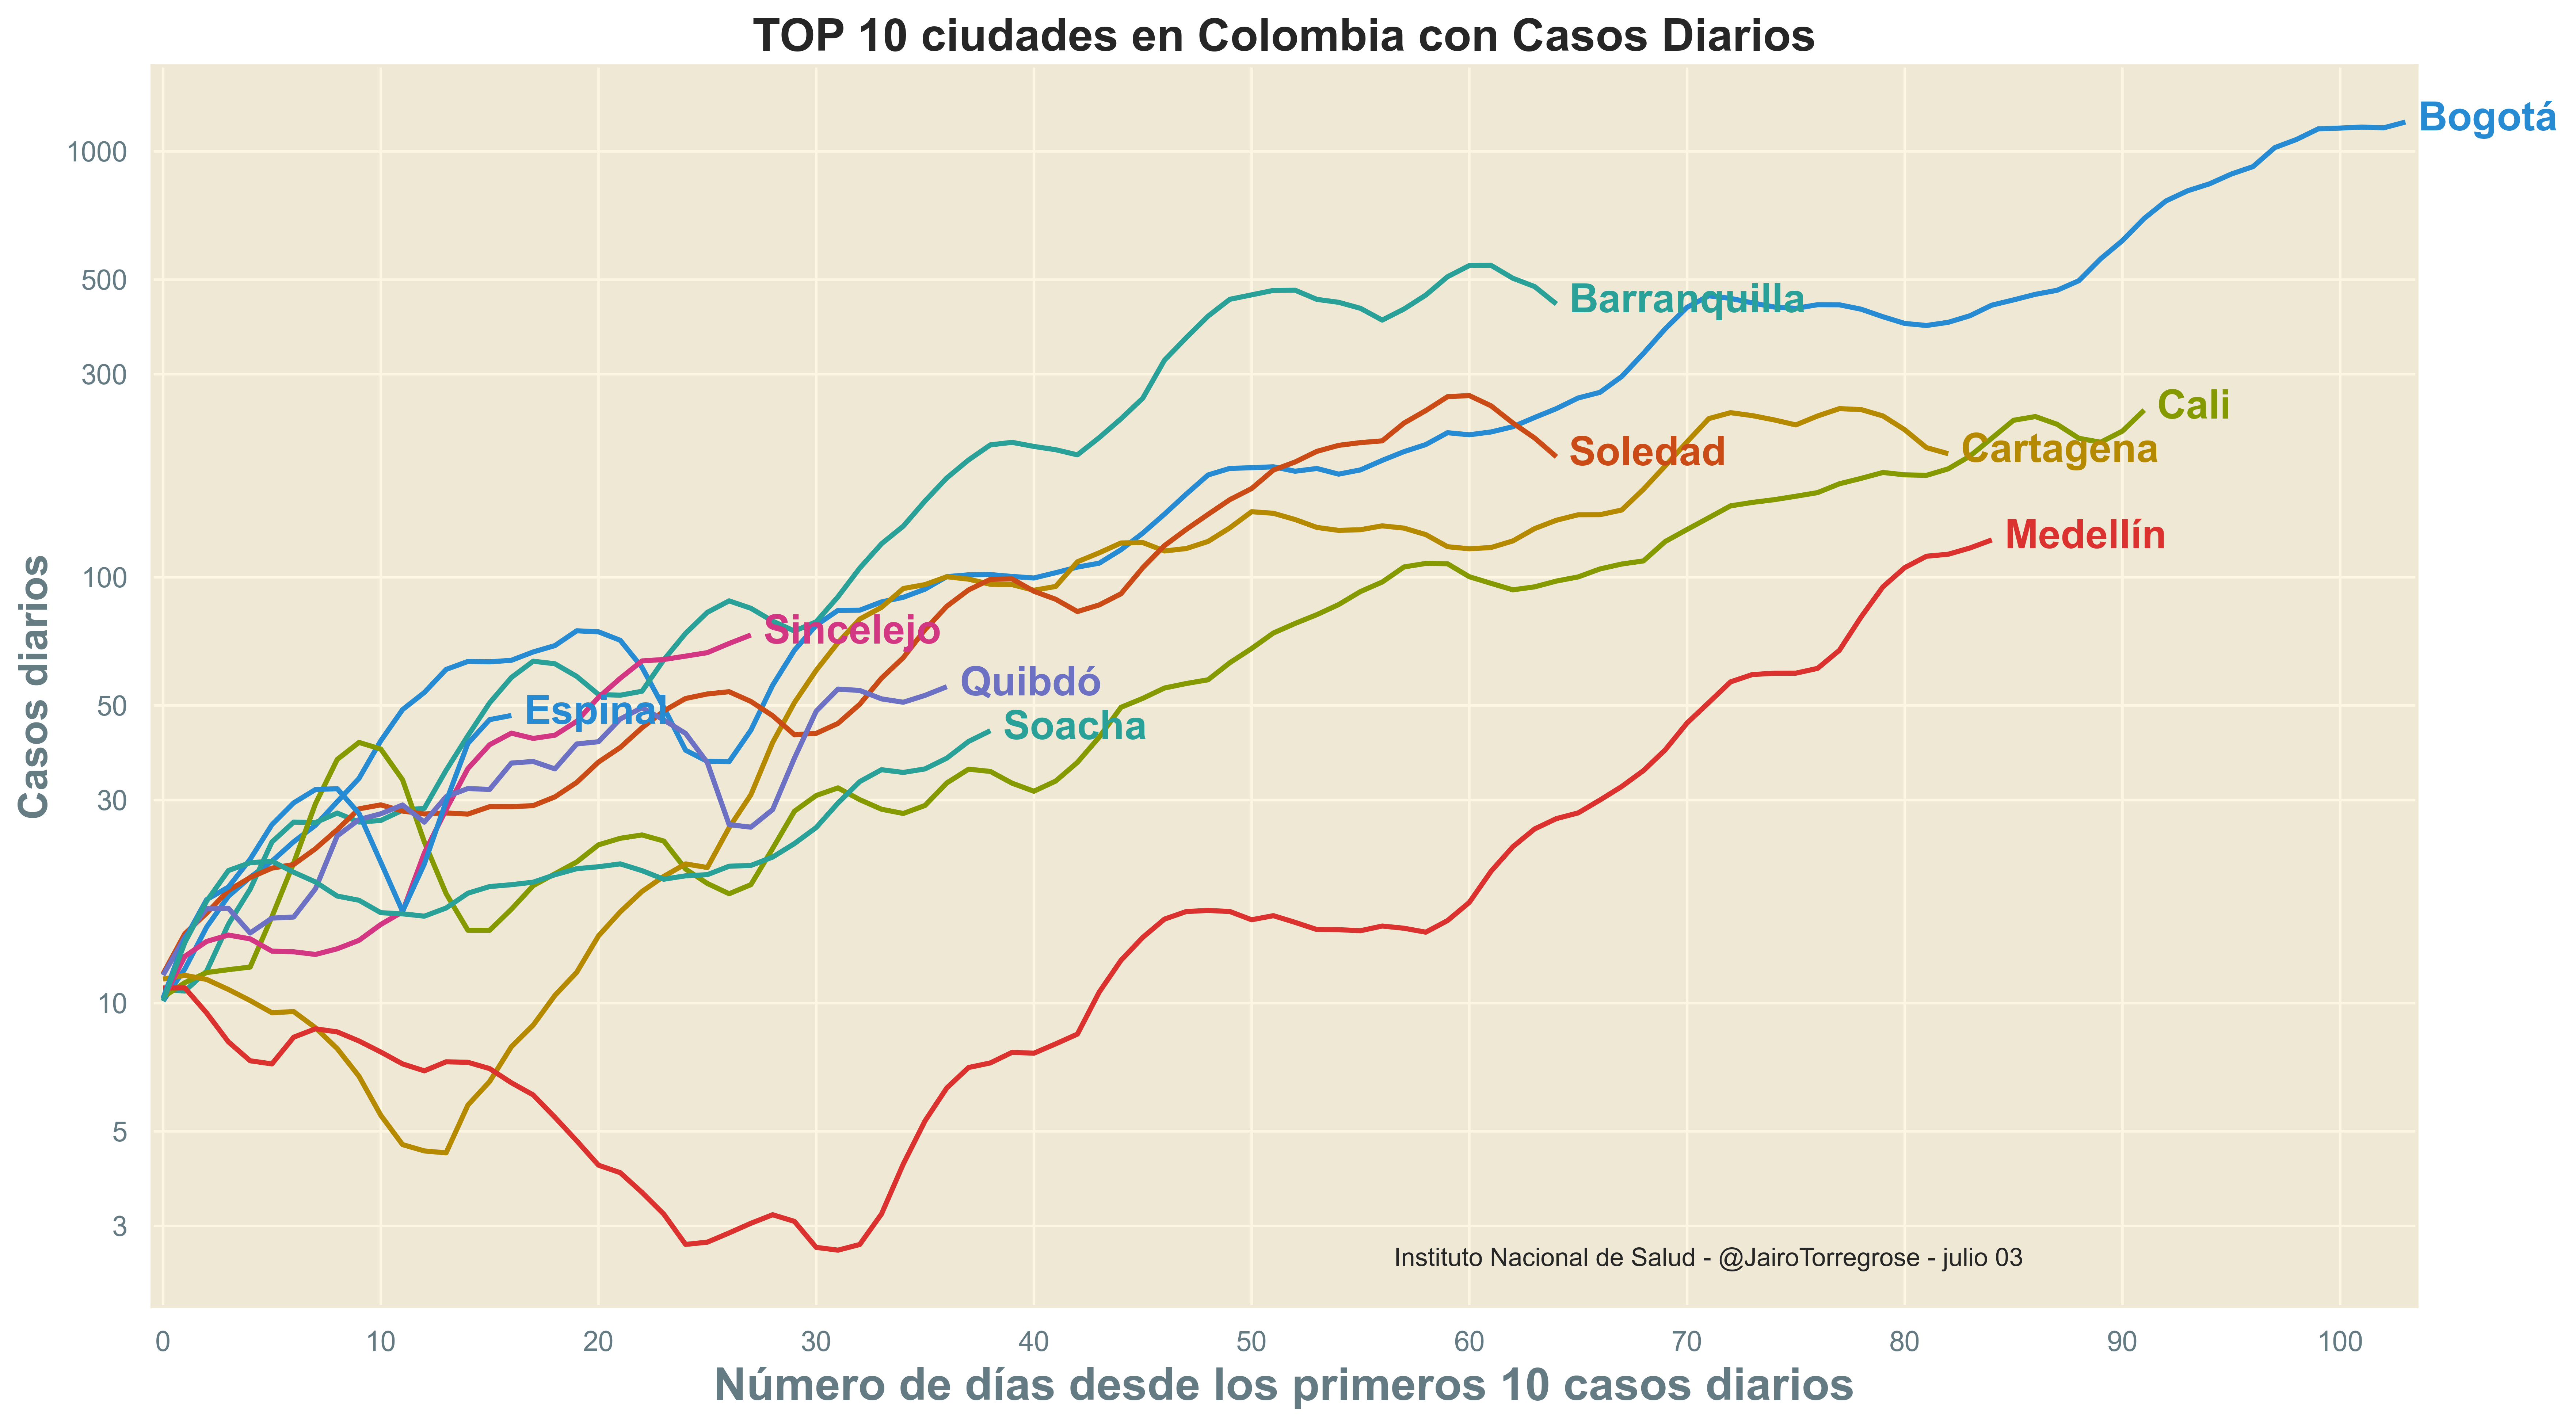 TOP 10 ciudades en Colombia con Casos Diarios
Bogotá
1000
500
Barranquilla
300
Cali
Soledad
Cartagena
Medellín
100
Sincelejo
Quibdó
50
Espinal
Soacha
30
10
5
3
Instituto Nacional de Salud - @JairoTorregrose - julio 03
Casos diarios
0 10 20 30 40 50 60 70 80 90 100
Número de días desde los primeros 10 casos diarios